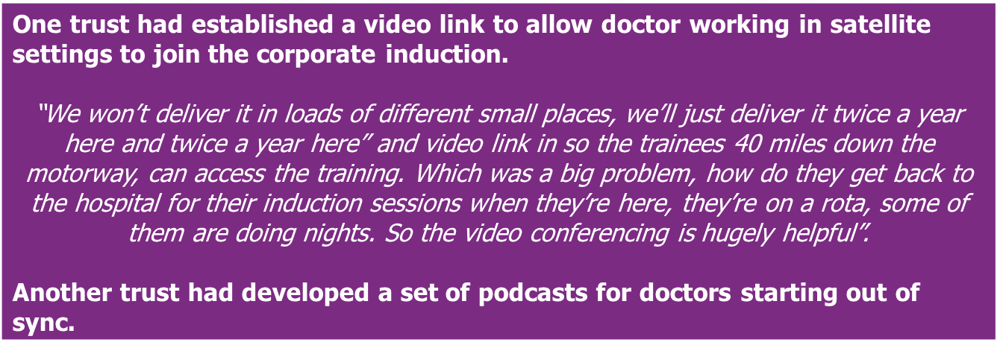 One trust had established a video link to allow doctor working in satellite
settings to join the corporate induction.
“We won’t deliver it in loads of different small places, we’ll just deliver it twice a year
here and twice a year here” and video link in so the trainees 40 miles down the
motorway, can access the training. Which was a big problem, how do they get back to
the hospital for their induction sessions when they’re here, they’re on a rota, some of
them are doing nights. So the video conferencing is hugely helpful”.
Another trust had developed a set of podcasts for doctors starting out of
sync.